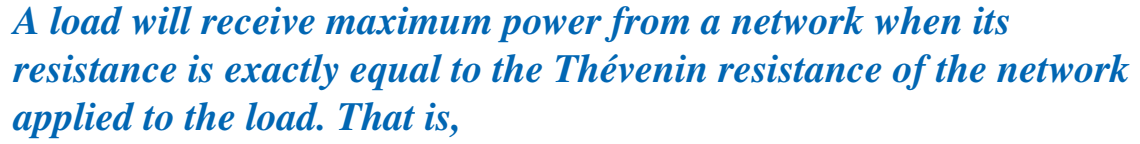 A load will receive maximum power from a network when its
resistance is exactly equal to the Thévenin resistance of the network
applied to the load. That is,